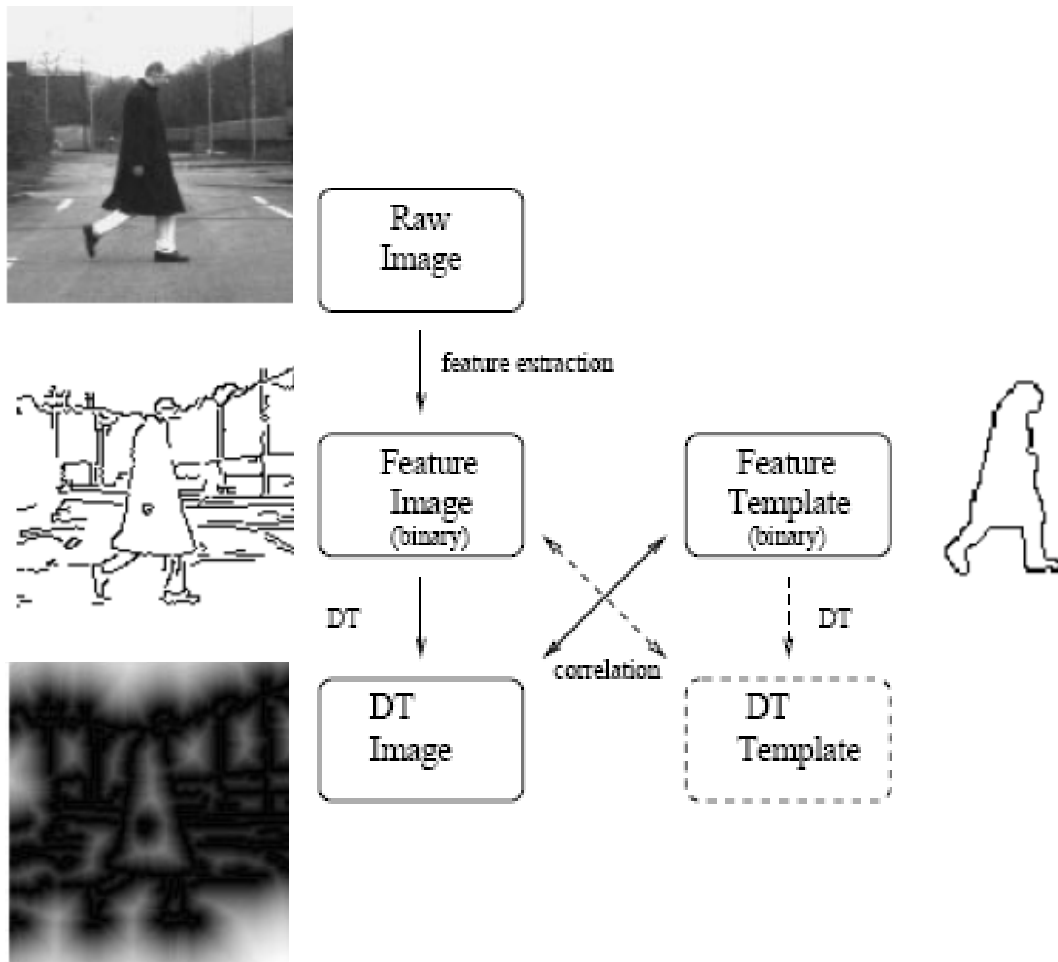 Raw
Image
feature extraction
Feature
Image
(binary)
Feature
Template
(binary)
DT
DT
correlation
DT
Image
DT
Template